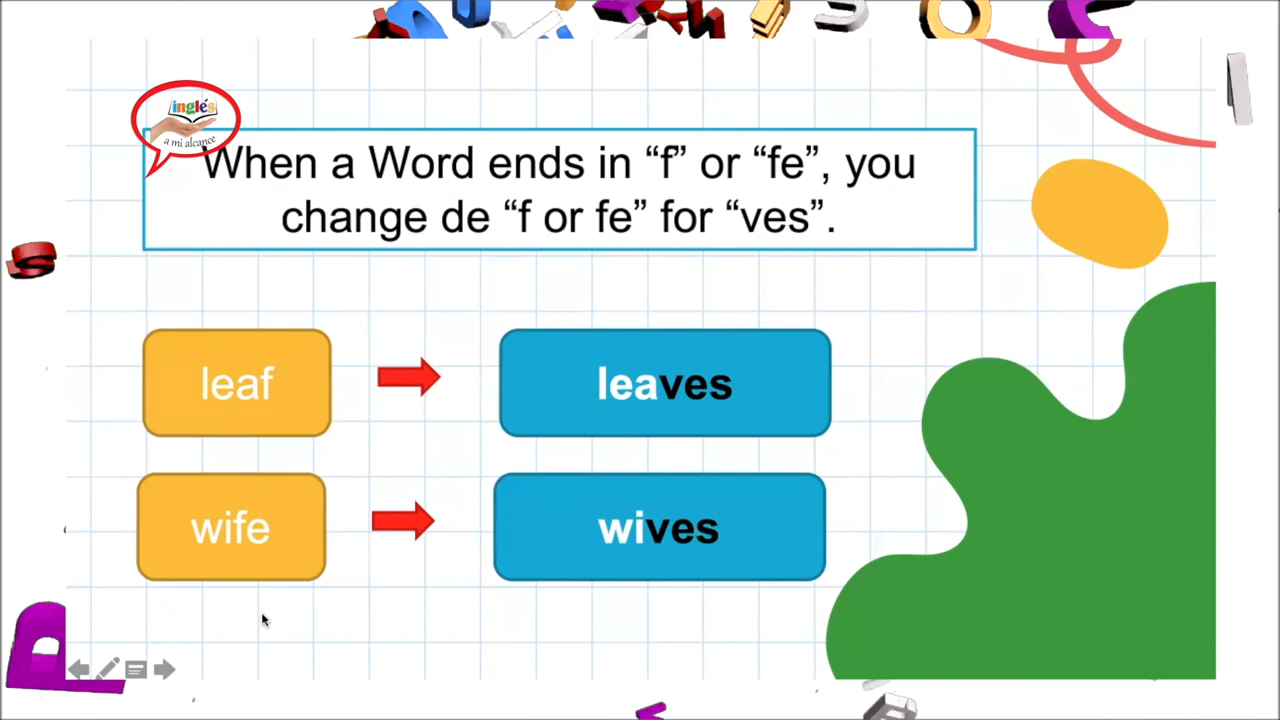 inglés
a mi alcance
When a Word ends in “f” or “fe”, you
change de “f or fe” for “ves”.
leaf
leaves
wife
wives